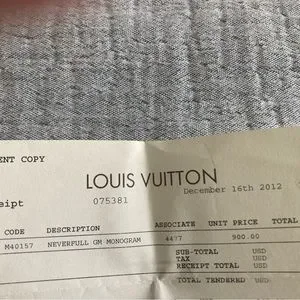 ENT COPY
LOUIS VUITTON
December 16th 2012
eipt 075381
CODE DESCRIPTION ASSOCIATE UNIT PRICE TOTAL
M40157 NEVERFULL GM MONOGRAM 4477 900.00
SUB-TOTAL USD
TAX USD
RECEIPT TOTAL USD
TOTAL TENDERED USD